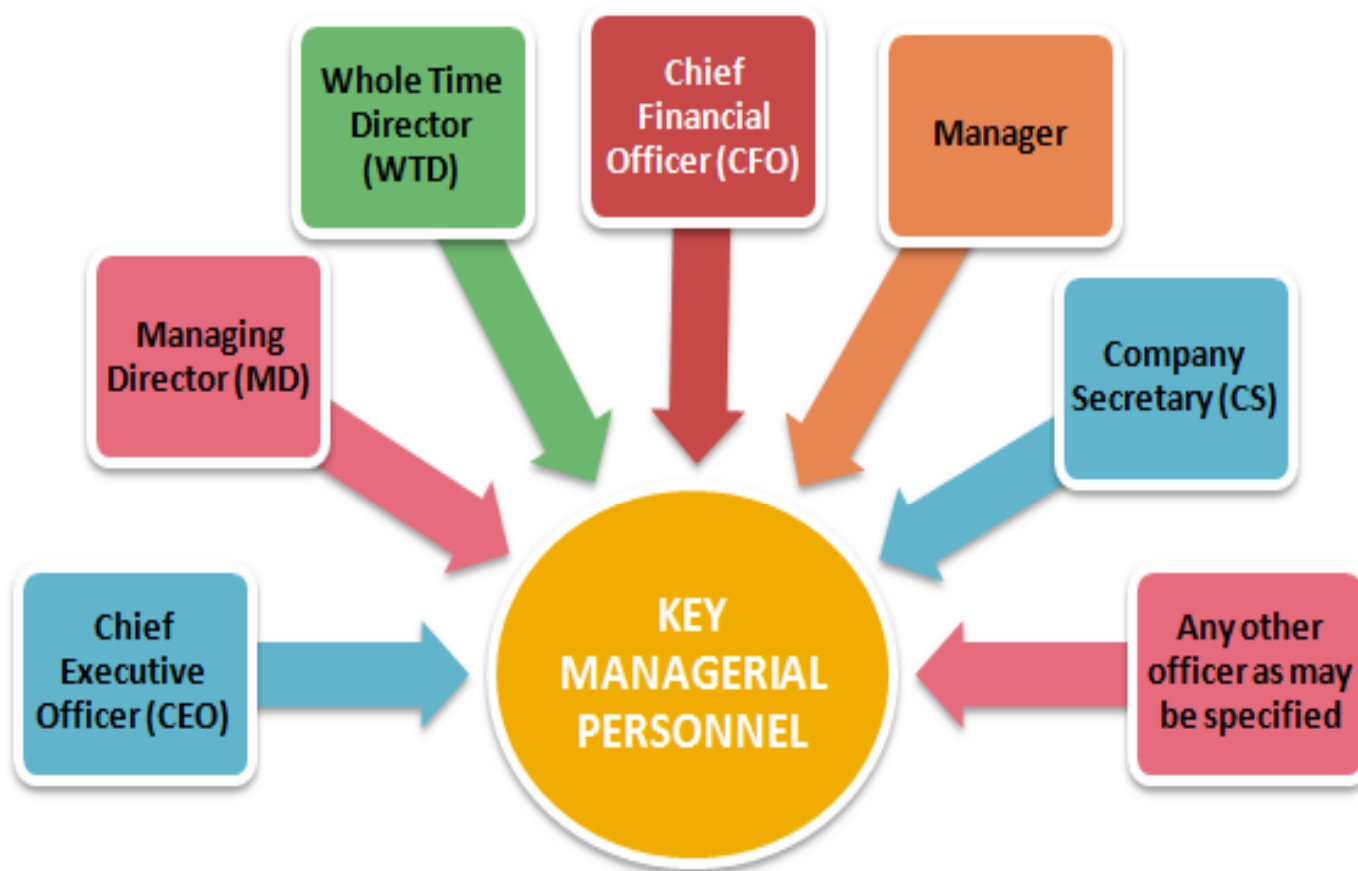 Whole Time
Director
(WTD)
Chief
Financial
Officer (CFO)
Manager
Managing
Director (MD)
Company
Secretary (CS)
Chief
Executive
Officer (CEO)
KEY
MANAGERIAL
PERSONNEL
Any other
officer as may
be specified